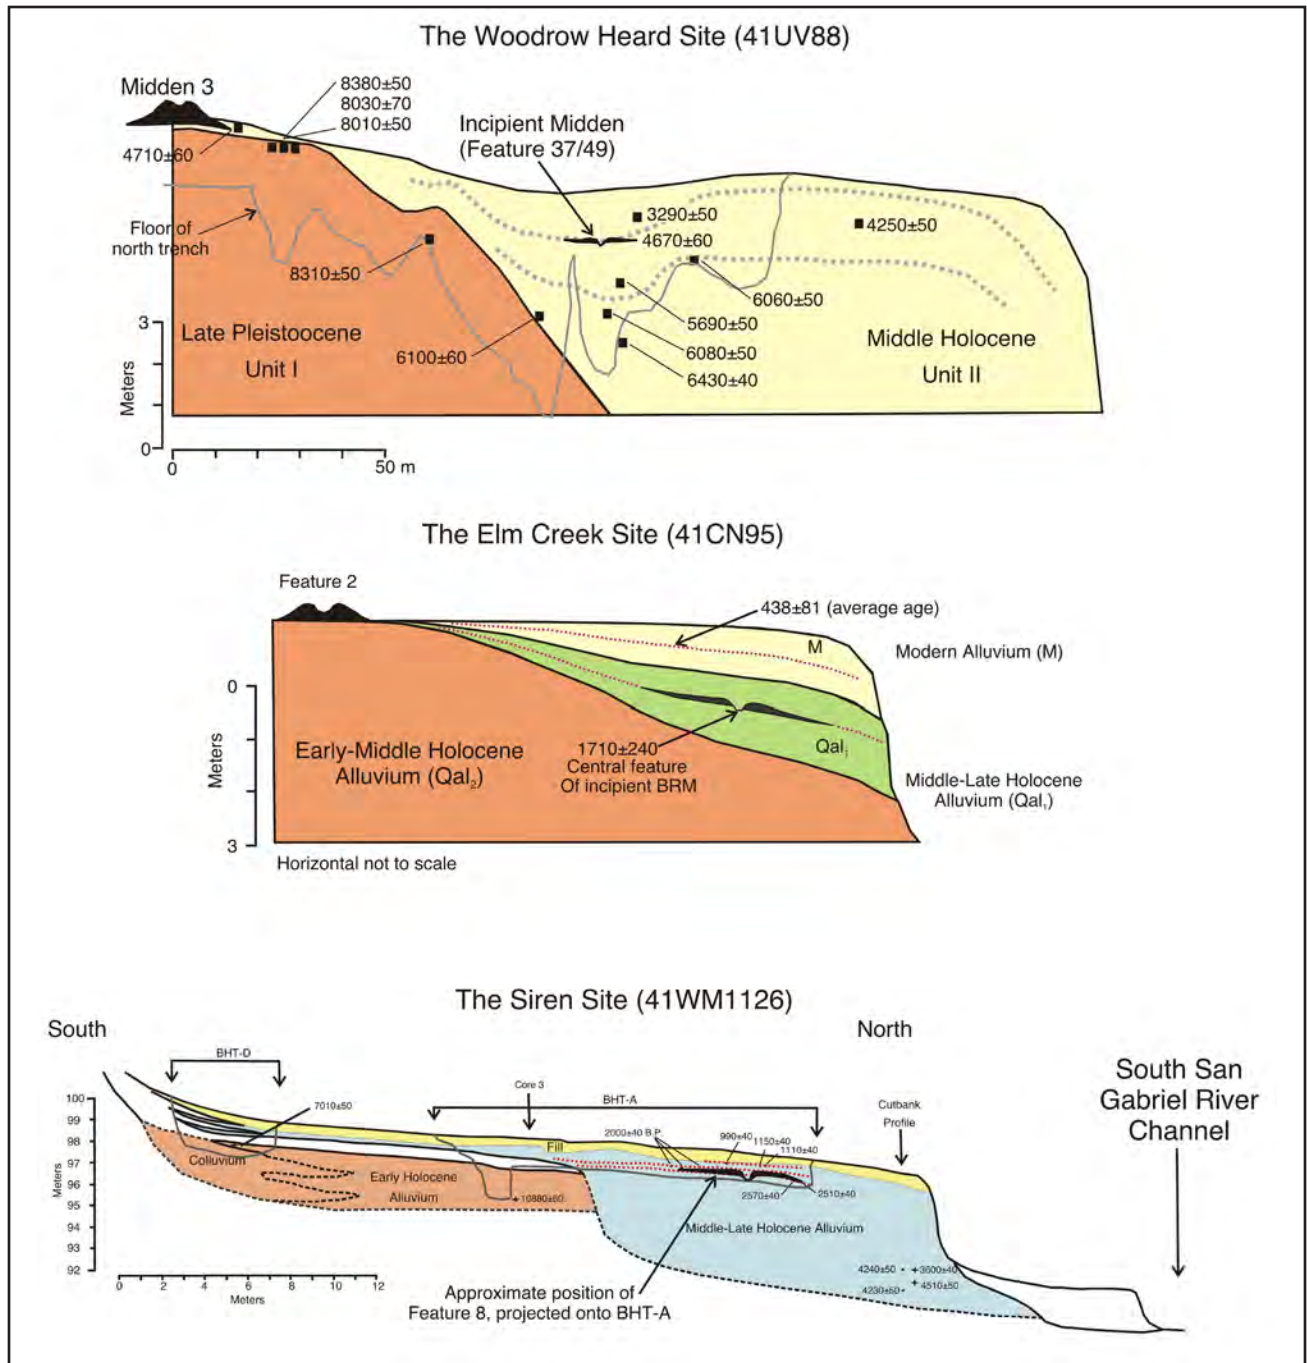 The Woodrow Heard Site (41UV88)
Midden 3
8380±50
8030±70
8010±50
4710±60
Incipient Midden
(Feature 37/49)
3290±50
4670±60
4250±50
Floor of
north trench
8310±50
6060±50
5690±50
6100±60
6080±50
6430±40
Late Pleistoocene
Unit I
Middle Holocene
Unit II
3
Meters
0
0
50 m
The Elm Creek Site (41CN95)
Feature 2
438±81 (average age)
M
Modern Alluvium (M)
0
Meters
3
Early-Middle Holocene
Alluvium (Qal₂)
1710±240
Central feature
Of incipient BRM
Qal₁
Middle-Late Holocene
Alluvium (Qal₁)
Horizontal not to scale
The Siren Site (41WM1126)
South
North
BHT-D
7010±50
Core 3
BHT-A
Cutbank
Profile
South San
Gabriel River
Channel
100
99
98
97
96
95
94
93
92
Meters
Colluvium
Early Holocene
Alluvium
10880±60
Fill
2000±40 B.P.
990±40
1150±40
1110±40
2570±40
2510±40
Middle-Late Holocene Alluvium
4240±50
3600±40
4510±50
4230±50
0 2 4 6 8 10 12
Meters
Approximate position of
Feature 8, projected onto BHT-A